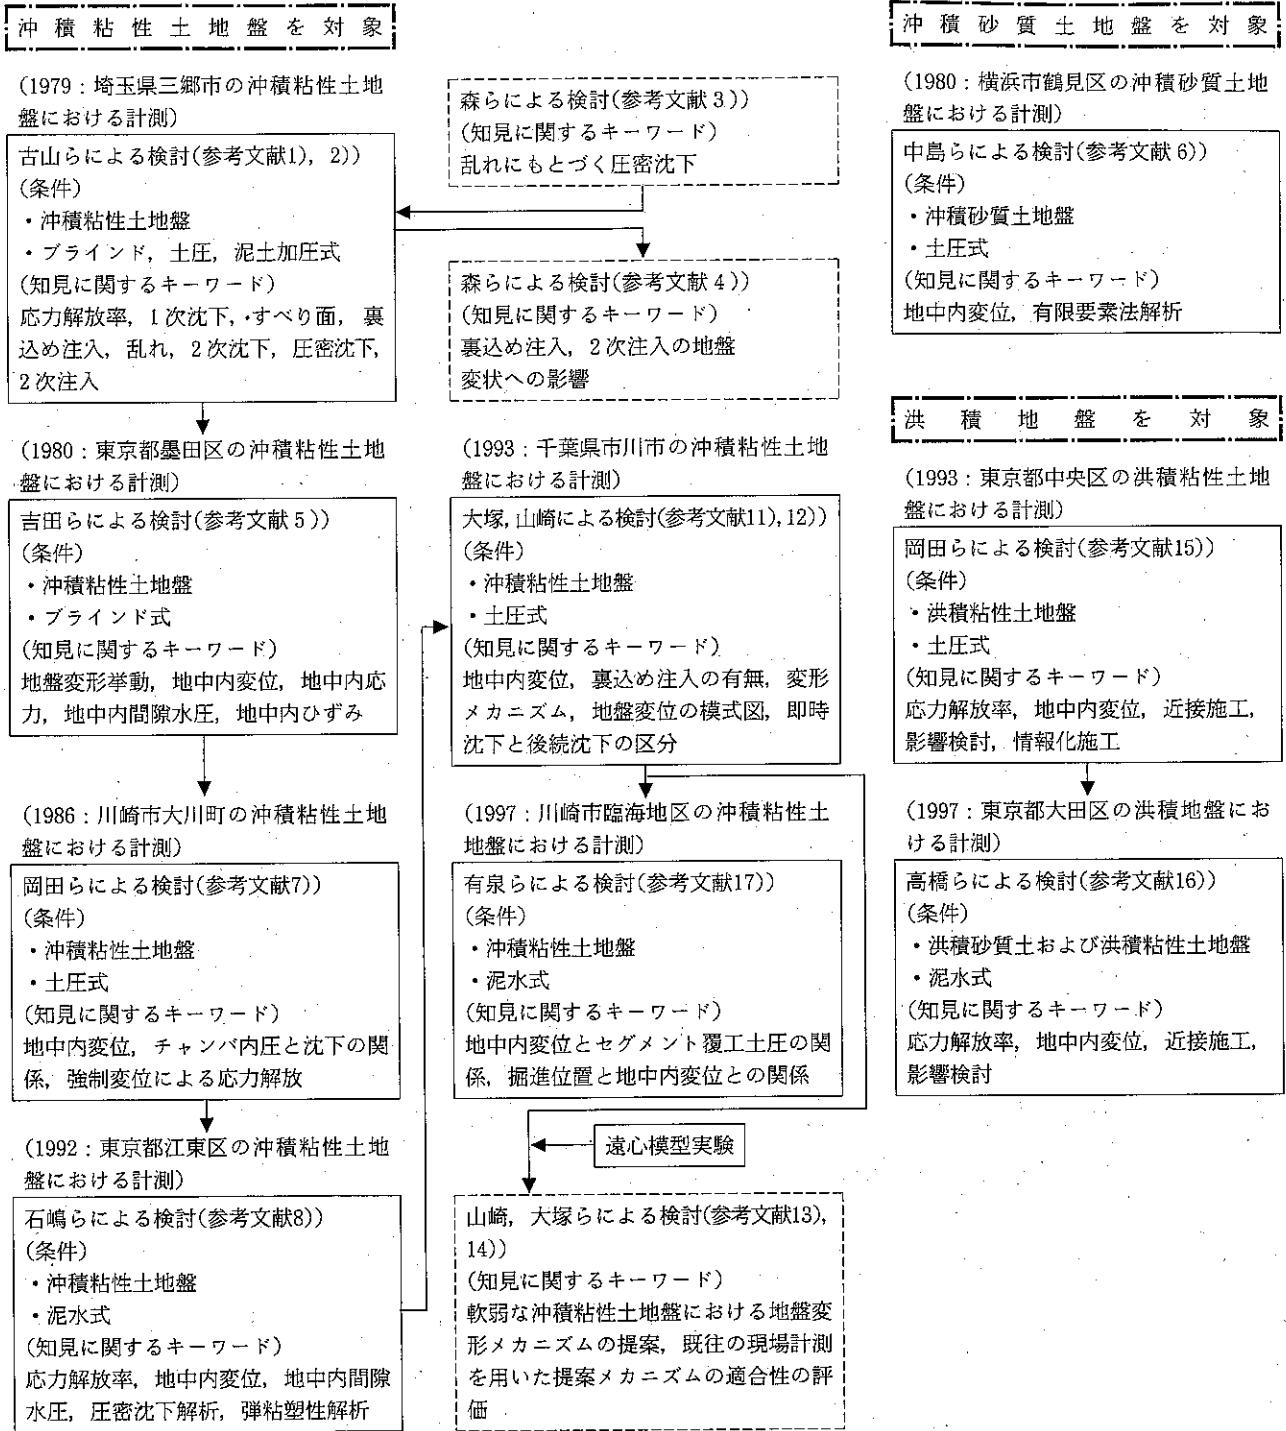 沖積粘性土地盤を対象
(1979：埼玉県三郷市の沖積粘性土地
盤における計測)
古山らによる検討(参考文献1)，2))
(条件)
・沖積粘性土地盤
・ブラインド，土圧，泥土加圧式
(知見に関するキーワード)
応力解放率，1次沈下，すべり面，裏
込め注入，乱れ，2次沈下，圧密沈下，
2次注入
(1980：東京都墨田区の沖積粘性土地
盤における計測)
吉田らによる検討(参考文献5))
(条件)
・沖積粘性土地盤
・ブラインド式
(知見に関するキーワード)
地盤変形挙動，地中内変位，地中内応
力，地中内間隙水圧，地中内ひずみ
(1986：川崎市大川町の沖積粘性土地
盤における計測)
岡田らによる検討(参考文献7))
(条件)
・沖積粘性土地盤
・土圧式
(知見に関するキーワード)
地中内変位，チャンバ内圧と沈下の関
係，強制変位による応力解放
(1992：東京都江東区の沖積粘性土地
盤における計測)
石嶋らによる検討(参考文献8))
(条件)
・沖積粘性土地盤
・泥水式
(知見に関するキーワード)
応力解放率，地中内変位，地中内間隙
水圧，圧密沈下解析，弾粘塑性解析
森らによる検討(参考文献3))
(知見に関するキーワード)
乱れにもとづく圧密沈下
森らによる検討(参考文献4))
(知見に関するキーワード)
裏込め注入，2次注入の地盤
変状への影響
(1993：千葉県市川市の沖積粘性土地
盤における計測)
大塚，山崎による検討(参考文献11)，12))
(条件)
・沖積粘性土地盤
・土圧式
(知見に関するキーワード)
地中内変位，裏込め注入の有無，変形
メカニズム，地盤変位の模式図，即時
沈下と後続沈下の区分
(1997：川崎市臨海地区の沖積粘性土
地盤における計測)
有泉らによる検討(参考文献17))
(条件)
・沖積粘性土地盤
・泥水式
(知見に関するキーワード)
地中内変位とセグメント覆工土圧の関
係，掘進位置と地中内変位との関係
遠心模型実験
山崎，大塚らによる検討(参考文献13)，
14))
(知見に関するキーワード)
軟弱な沖積粘性土地盤における地盤変
形メカニズムの提案，既往の現場計測
を用いた提案メカニズムの適合性の評
価
沖積砂質土地盤を対象
(1980：横浜市鶴見区の沖積砂質土地
盤における計測)
中島らによる検討(参考文献6))
(条件)
・沖積砂質土地盤
・土圧式
(知見に関するキーワード)
地中内変位，有限要素法解析
洪積地盤を対象
(1993：東京都中央区の洪積粘性土地
盤における計測)
岡田らによる検討(参考文献15))
(条件)
・洪積粘性土地盤
・土圧式
(知見に関するキーワード)
応力解放率，地中内変位，近接施工，
影響検討，情報化施工
(1997：東京都大田区の洪積地盤にお
ける計測)
高橋らによる検討(参考文献16))
(条件)
・洪積砂質土および洪積粘性土地盤
・泥水式
(知見に関するキーワード)
応力解放率，地中内変位，近接施工，
影響検討